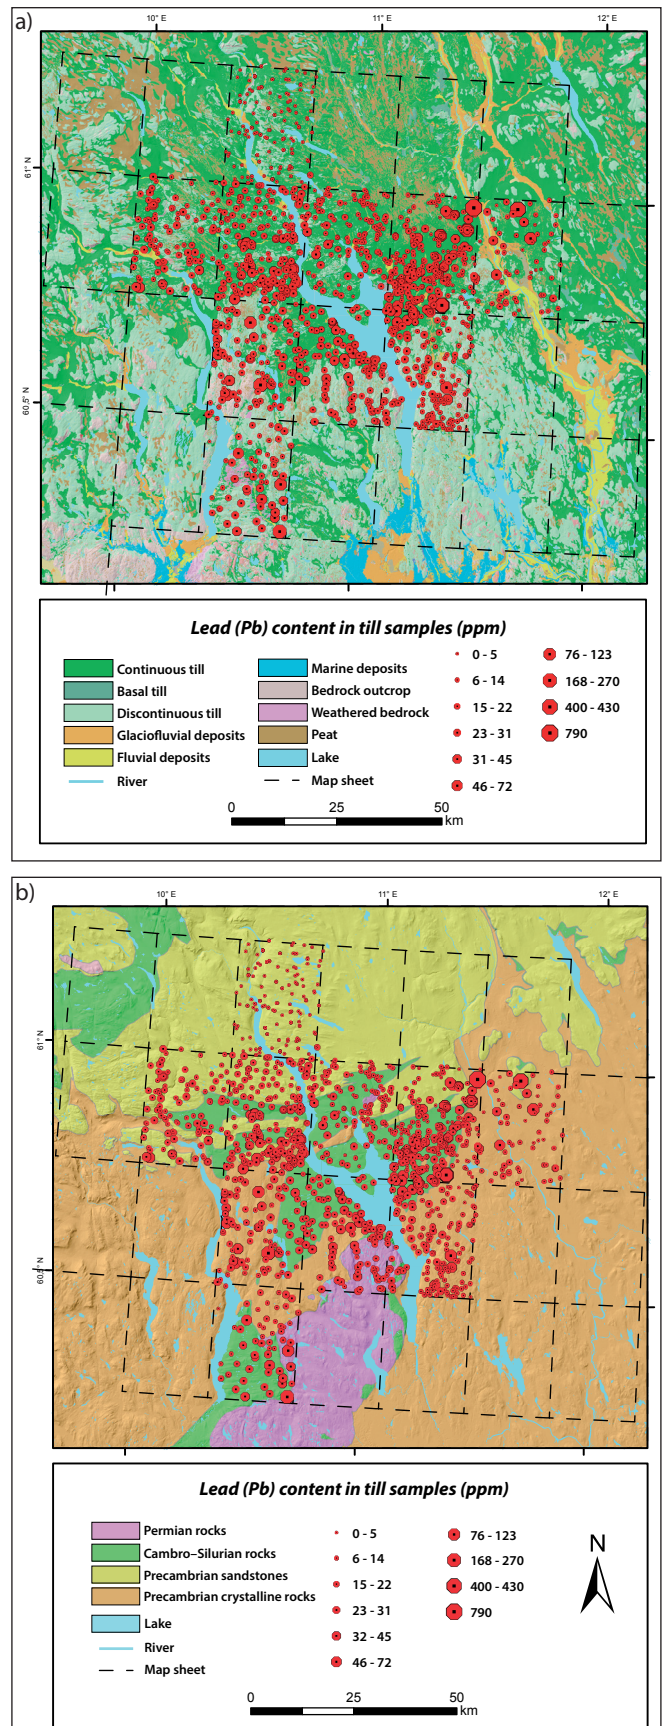 a)
10° E 11° E 12° E
61° N
60.5° N
Lead (Pb) content in till samples (ppm)
Continuous till
Basal till
Discontinuous till
Glaciofluvial deposits
Fluvial deposits
River
Marine deposits
Bedrock outcrop
Weathered bedrock
Peat
Lake
Map sheet
0 - 5
6 - 14
15 - 22
23 - 31
31 - 45
46 - 72
76 - 123
168 - 270
400 - 430
790
0 25 50
km
b)
10° E 11° E 12° E
61° N
60.5° N
Lead (Pb) content in till samples (ppm)
Permian rocks
Cambro–Silurian rocks
Precambrian sandstones
Precambrian crystalline rocks
Lake
River
Map sheet
0 - 5
6 - 14
15 - 22
23 - 31
32 - 45
46 - 72
76 - 123
168 - 270
400 - 430
790
N
0 25 50
km